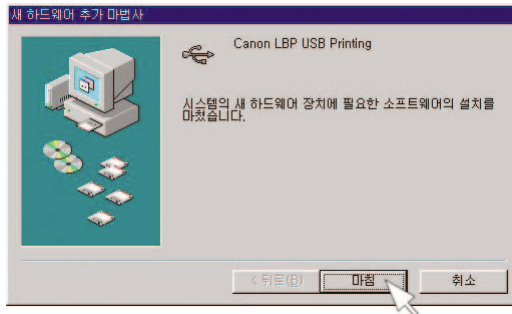 새 하드웨어 추가 마법사
Canon LBP USB Printing
시스템의 새 하드웨어 장치에 필요한 소프트웨어의 설치를
마쳤습니다.
< 뒤로(B)
마침
취소